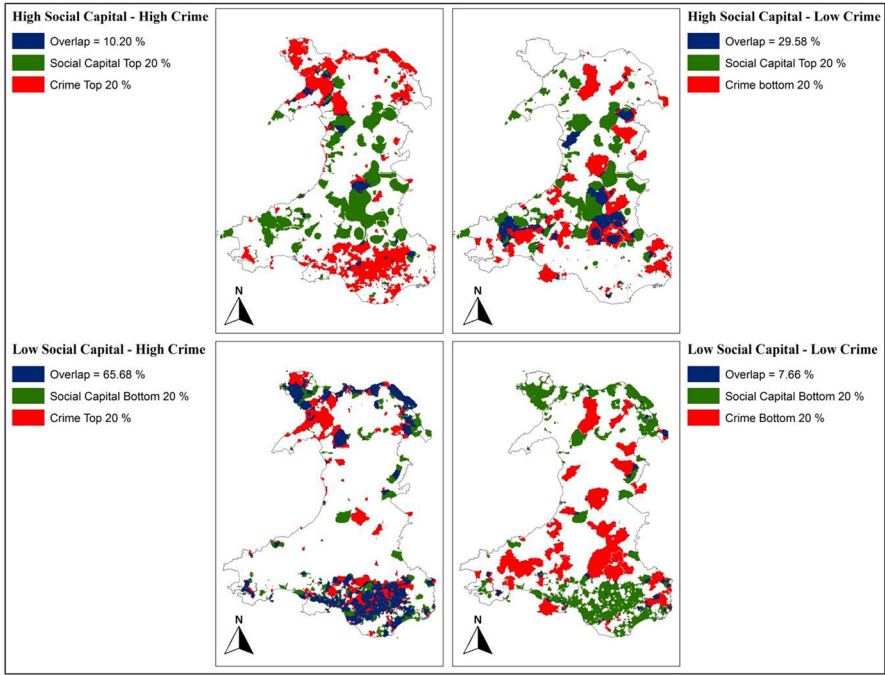 High Social Capital - High Crime
Overlap = 10.20 %
Social Capital Top 20 %
Crime Top 20 %
N
High Social Capital - Low Crime
Overlap = 29.58 %
Social Capital Top 20 %
Crime bottom 20 %
N
Low Social Capital - High Crime
Overlap = 65.68 %
Social Capital Bottom 20 %
Crime Top 20 %
N
Low Social Capital - Low Crime
Overlap = 7.66 %
Social Capital Bottom 20 %
Crime Bottom 20 %
N